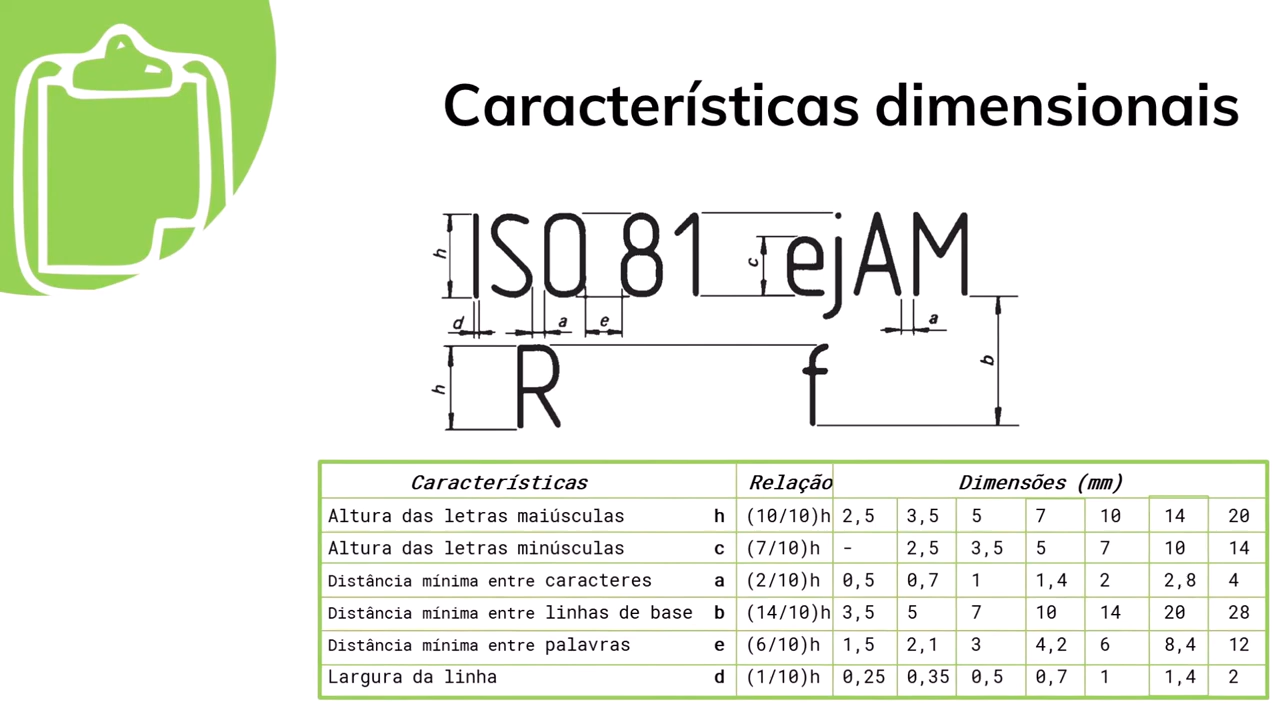 Características dimensionais
h ISO 81 c ejAM
d a e a
h R f b
Características Relação Dimensões (mm)
Altura das letras maiúsculas h (10/10)h 2,5 3,5 5 7 10 14 20
Altura das letras minúsculas c (7/10)h - 2,5 3,5 5 7 10 14
Distância mínima entre caracteres a (2/10)h 0,5 0,7 1 1,4 2 2,8 4
Distância mínima entre linhas de base b (14/10)h 3,5 5 7 10 14 20 28
Distância mínima entre palavras e (6/10)h 1,5 2,1 3 4,2 6 8,4 12
Largura da linha d (1/10)h 0,25 0,35 0,5 0,7 1 1,4 2